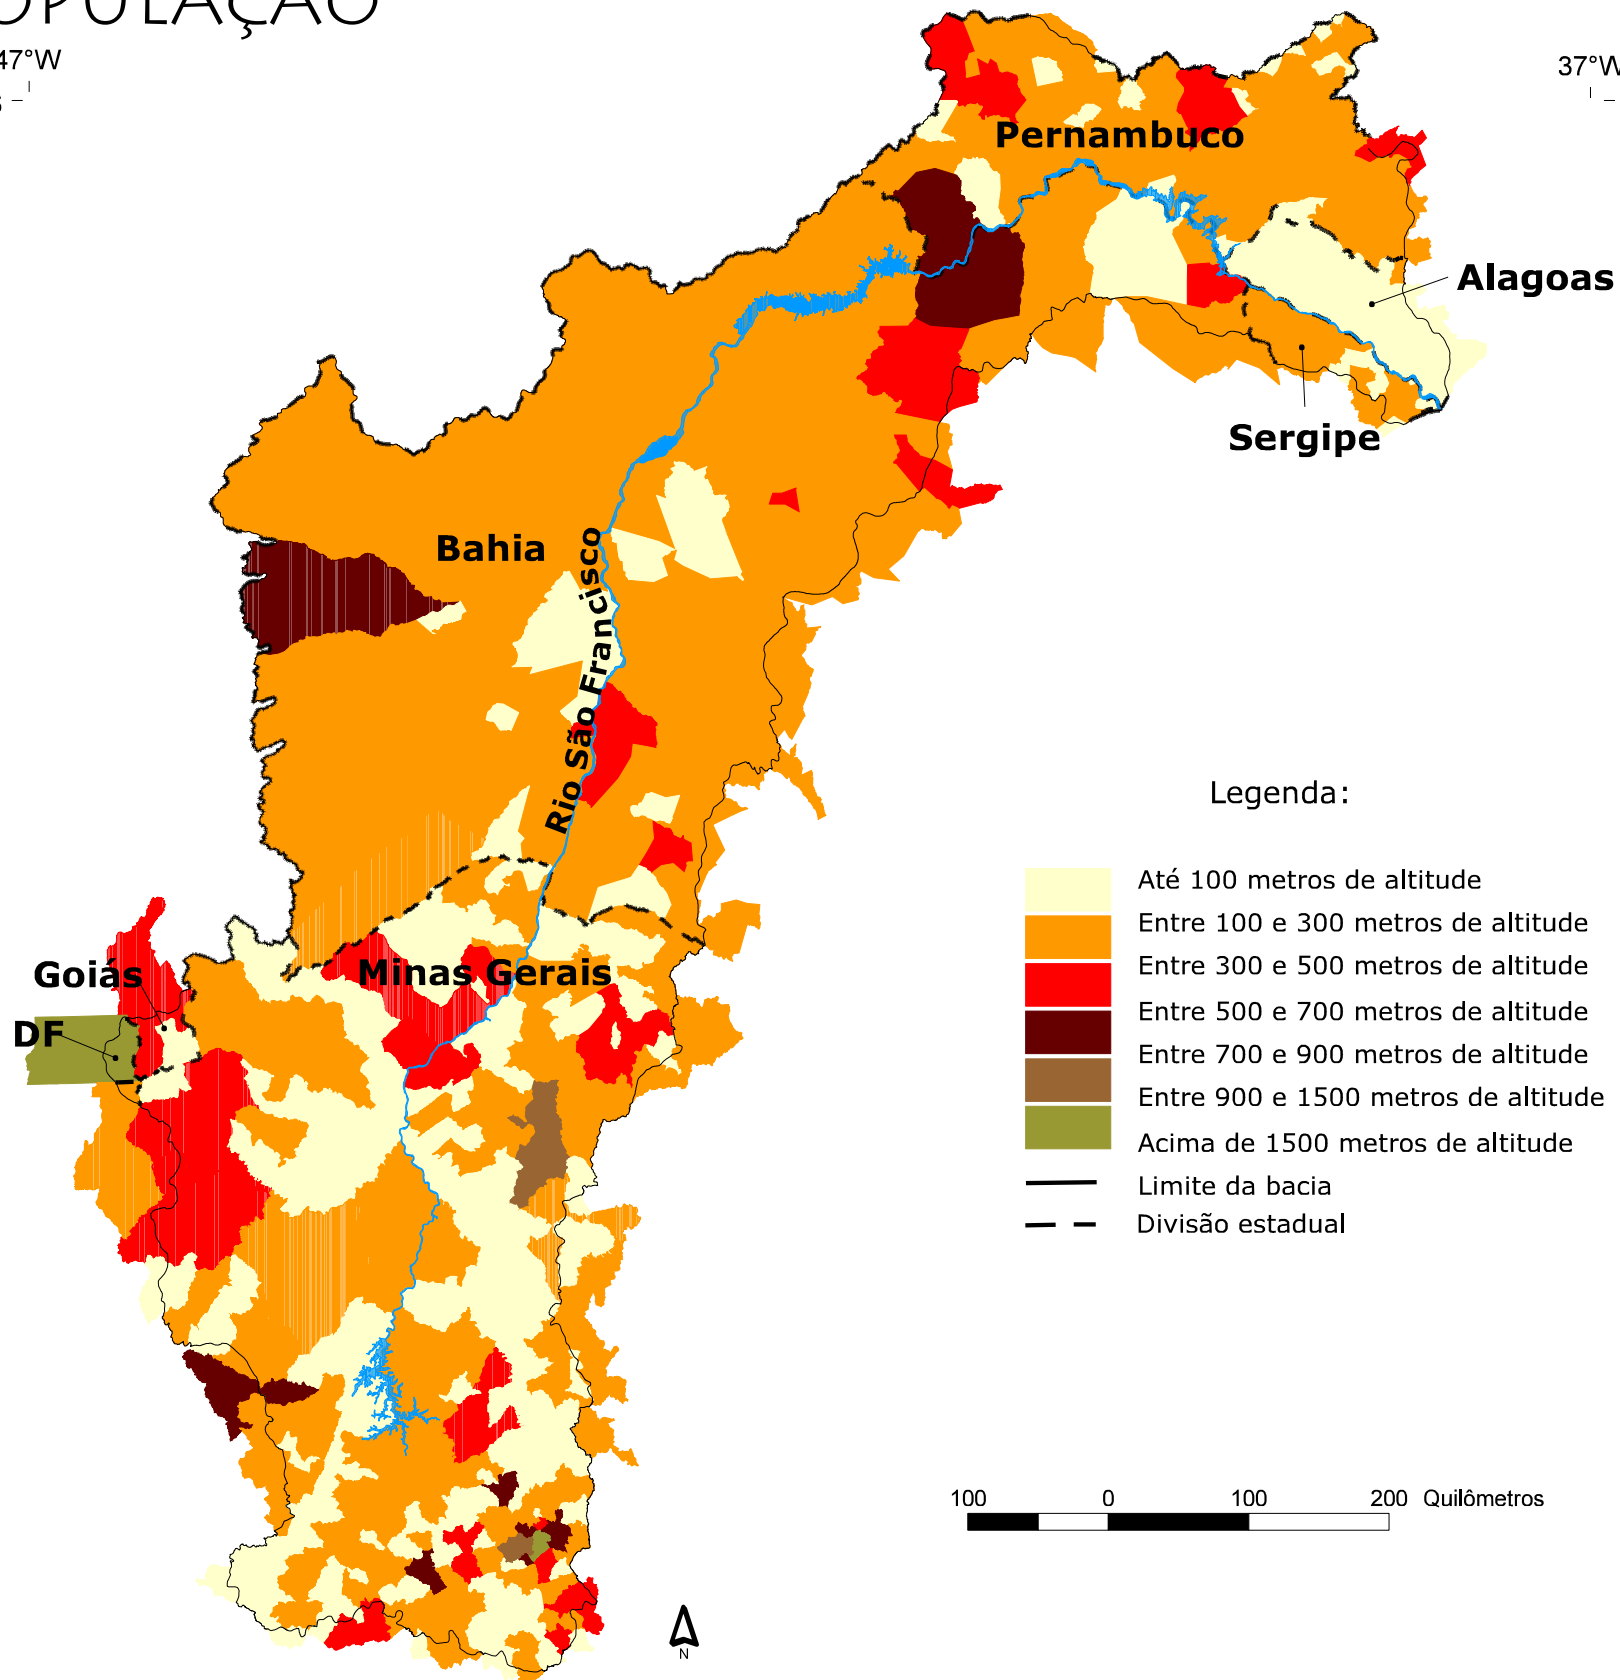 OPULAÇÃO
47°W
37°W
Pernambuco
Alagoas
Sergipe
Bahia
Rio São Francisco
Legenda:
Até 100 metros de altitude
Entre 100 e 300 metros de altitude
Entre 300 e 500 metros de altitude
Entre 500 e 700 metros de altitude
Entre 700 e 900 metros de altitude
Entre 900 e 1500 metros de altitude
Acima de 1500 metros de altitude
Limite da bacia
Divisão estadual
Goiás
Minas Gerais
DF
100 0 100 200 Quilômetros
N